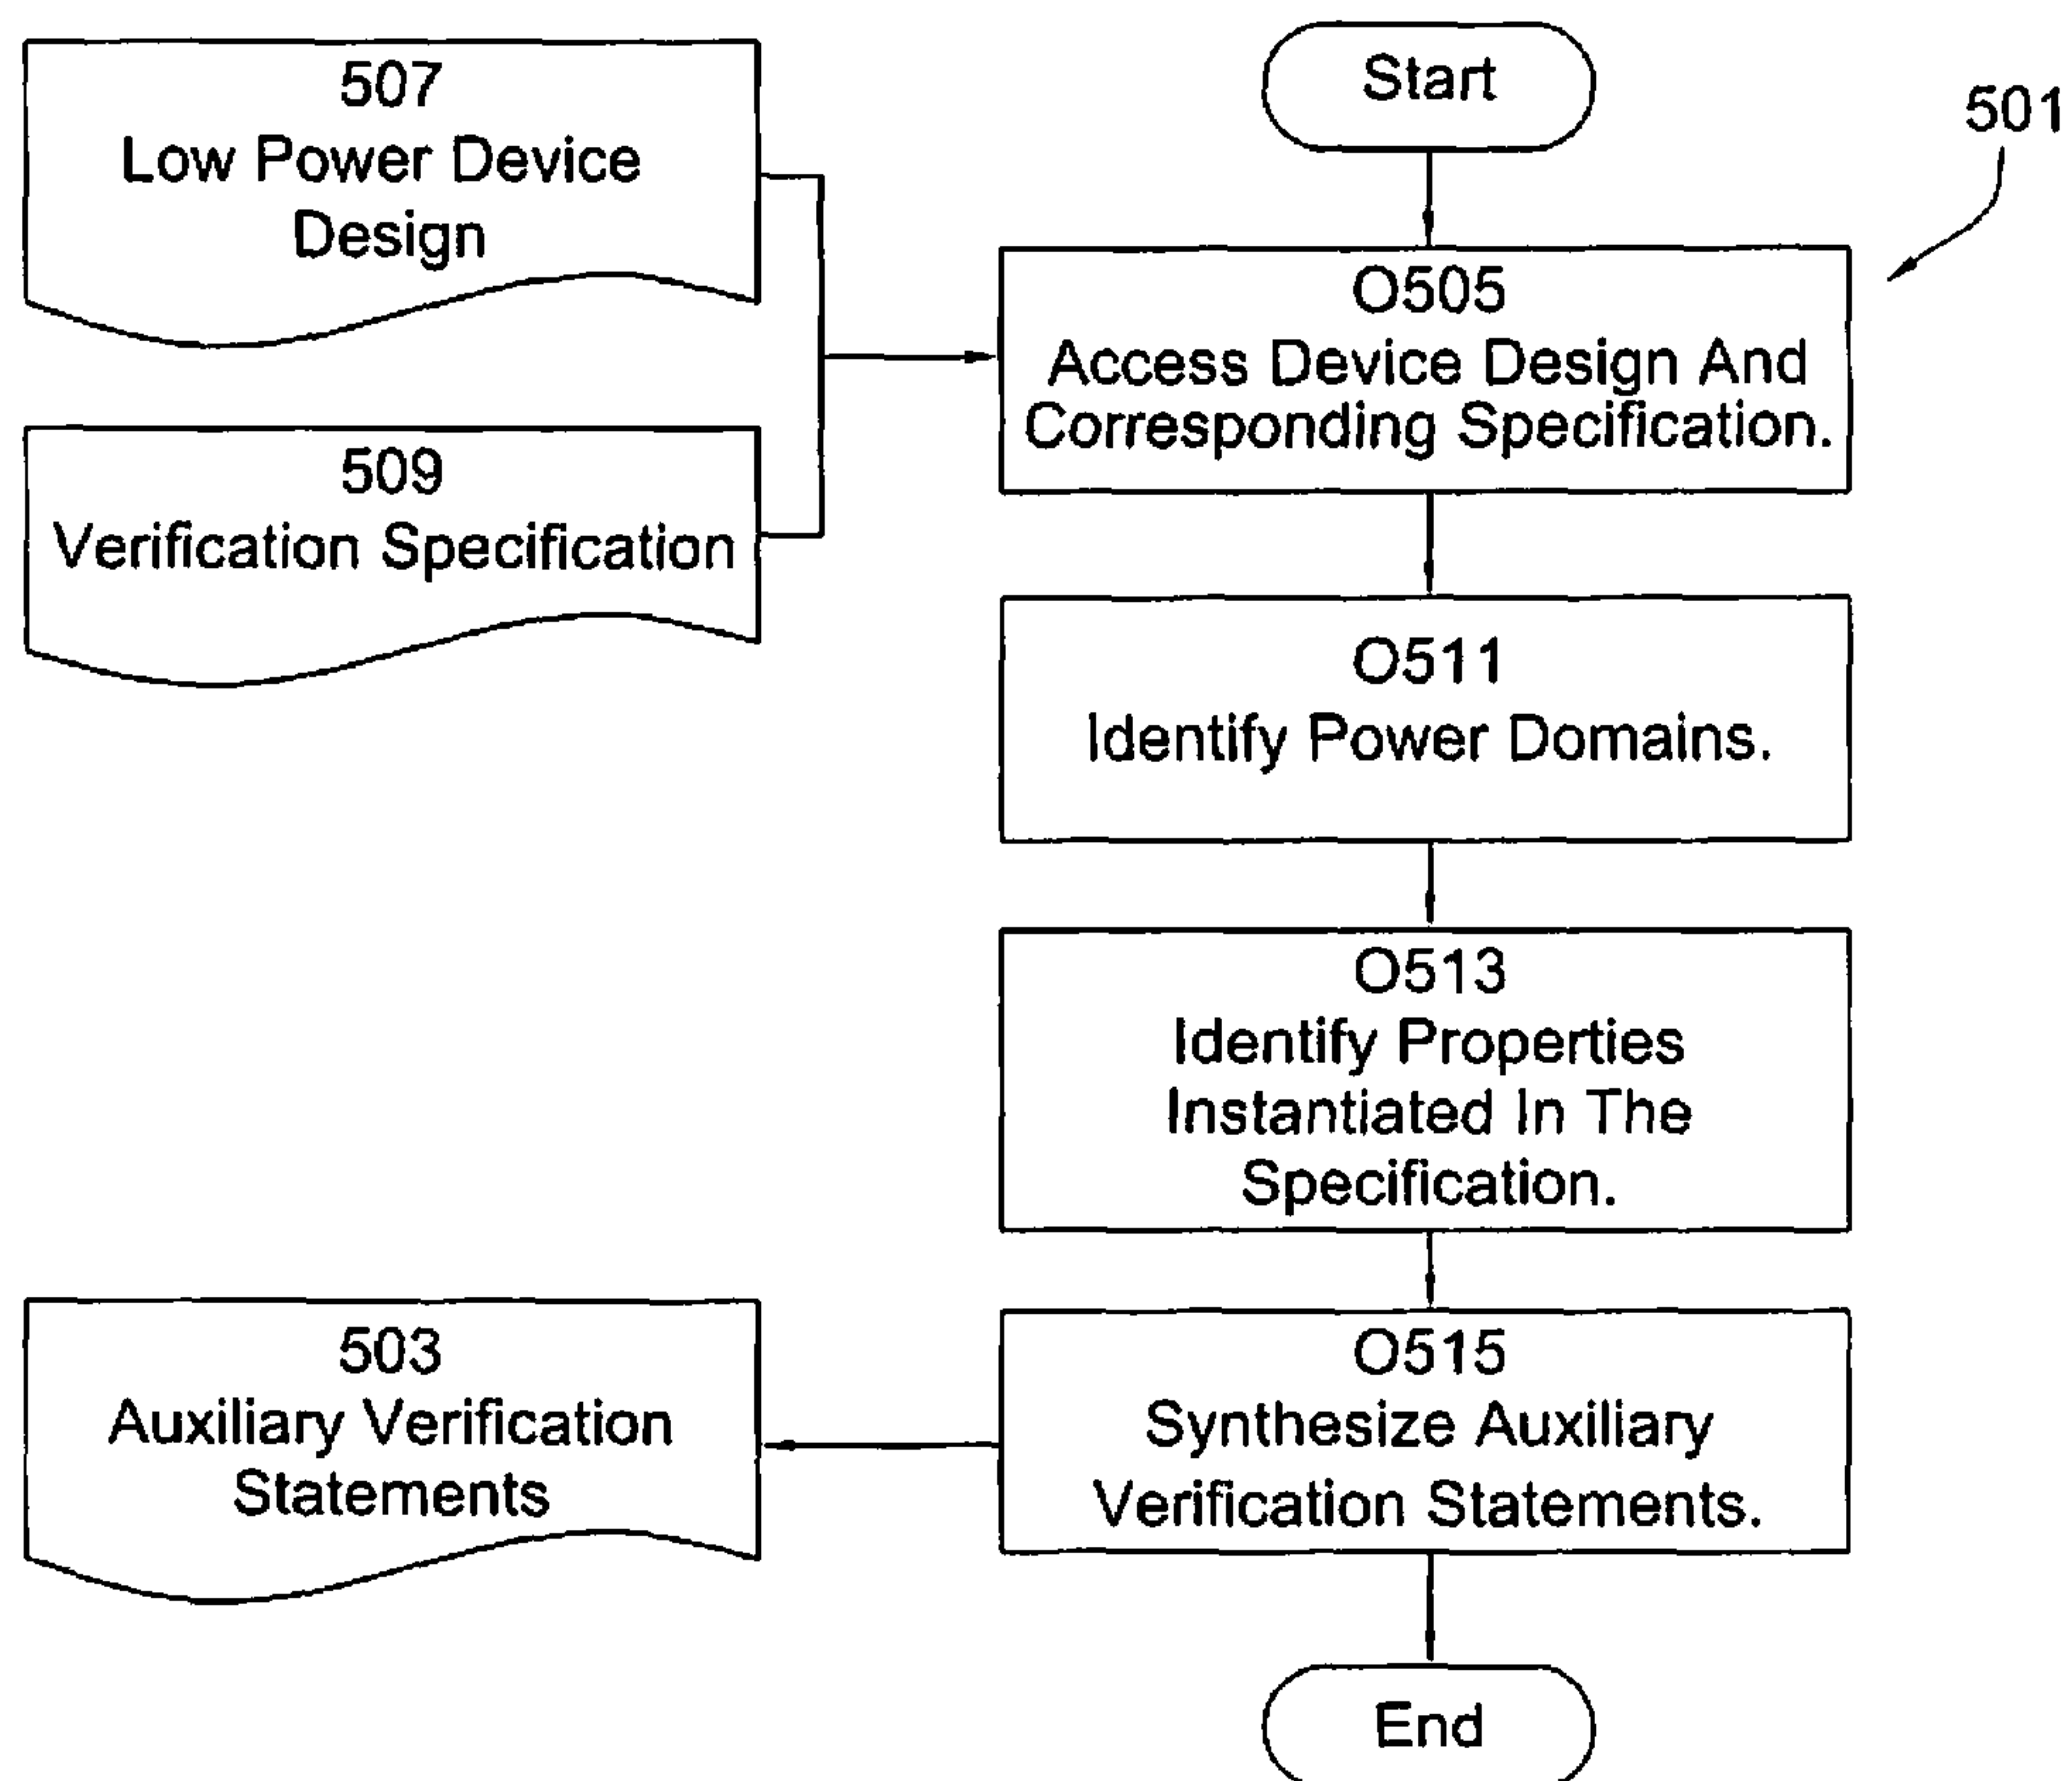 507
Low Power Device
Design
509
Verification Specification
Start
501
O505
Access Device Design And
Corresponding Specification.
O511
Identify Power Domains.
O513
Identify Properties
Instantiated In The
Specification.
503
Auxiliary Verification
Statements
O515
Synthesize Auxiliary
Verification Statements.
End